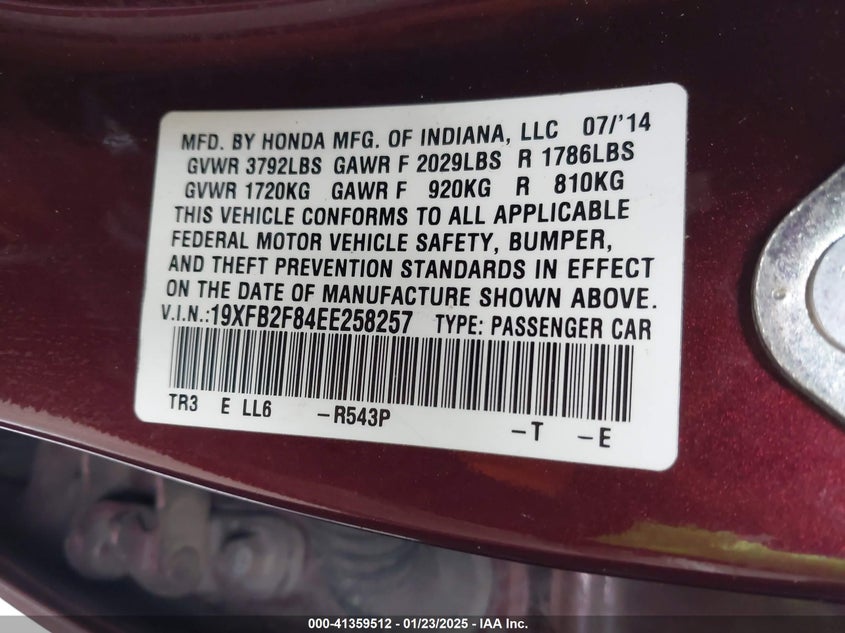 MFD. BY HONDA MFG. OF INDIANA, LLC 07/'14
GVWR 3792LBS GAWR F 2029LBS R 1786LBS
GVWR 1720KG GAWR F 920KG R 810KG
THIS VEHICLE CONFORMS TO ALL APPLICABLE
FEDERAL MOTOR VEHICLE SAFETY, BUMPER,
AND THEFT PREVENTION STANDARDS IN EFFECT
ON THE DATE OF MANUFACTURE SHOWN ABOVE.
V.I.N.:19XFB2F84EE258257 TYPE: PASSENGER CAR
TR3 E LL6 –R543P –T –E
000-41359512 - 01/23/2025 - IAA Inc.